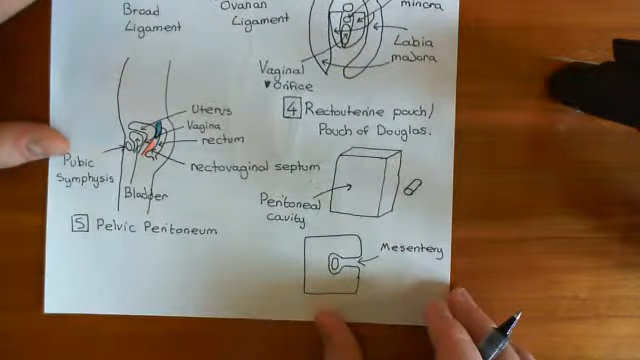 Broad
Ligament
Ovarian
Ligament
minora
Labia
majora
Vaginal
Orifice
4 Rectouterine pouch/
Pouch of Douglas.
Uterus
Vagina
rectum
rectovaginal septum
Pubic
Symphysis
Bladder
5 Pelvic Peritoneum
Peritoneal
cavity
Mesentery